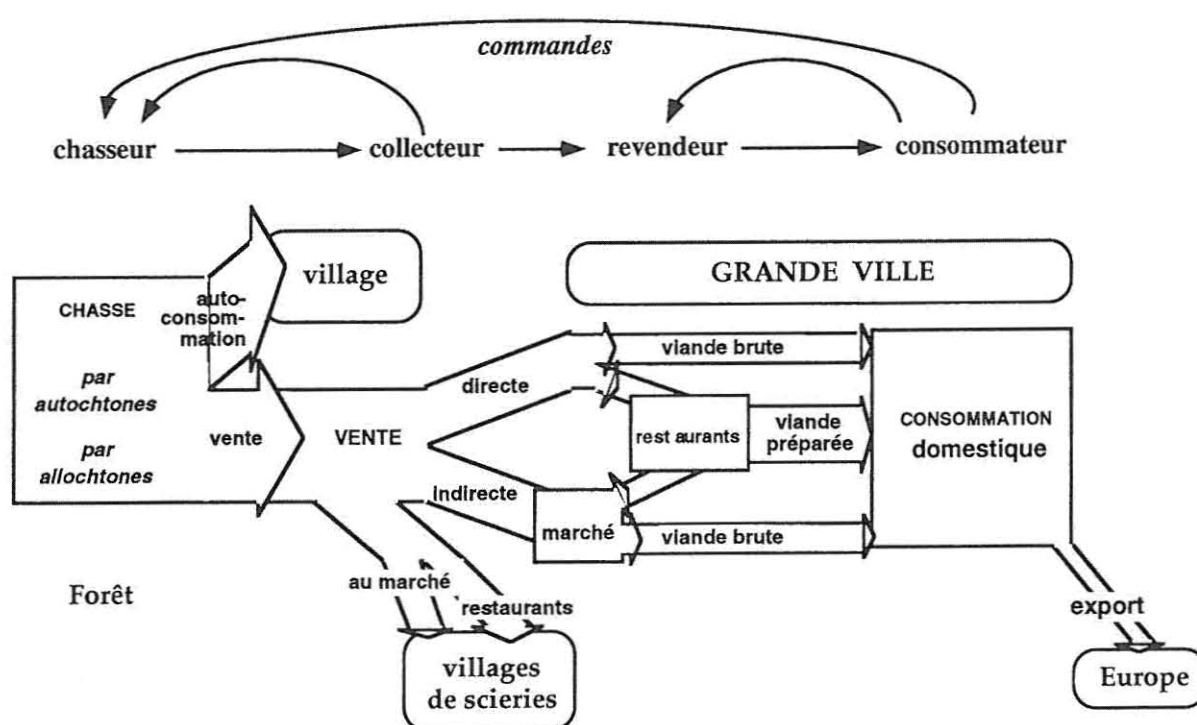 commandes
chasseur
collecteur
revendeur
consommateur
village
GRANDE VILLE
CHASSE
auto-
consom-
mation
par
autochtones
par
allochtones
vente
VENTE
directe
indirecte
viande brute
restaurants
viande
préparée
CONSOMMATION
domestique
marché
viande brute
Forêt
au marché
restaurants
villages
de scieries
export
Europe